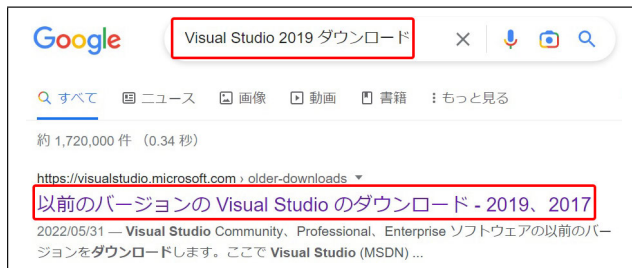 Google
Visual Studio 2019 ダウンロード
すべて ニュース 画像 動画 書籍 もっと見る
約 1,720,000 件 （0.34 秒）
https://visualstudio.microsoft.com › older-downloads
以前のバージョンの Visual Studio のダウンロード - 2019、2017
2022/05/31 — Visual Studio Community、Professional、Enterprise ソフトウェアの以前のバー
ジョンをダウンロードします。ここで Visual Studio (MSDN) ...